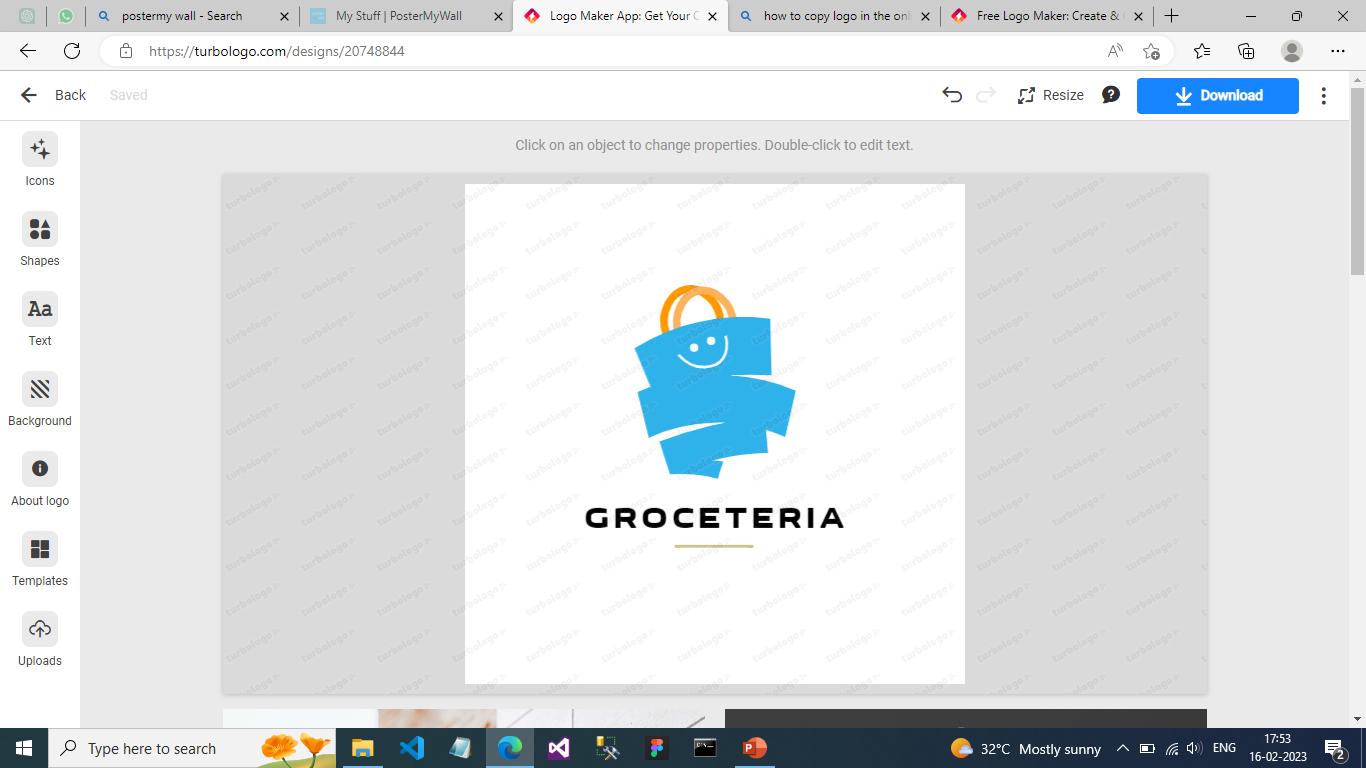 postermy wall - Search
My Stuff | PosterMyWall
Logo Maker App: Get Your
how to copy logo in the onl
Free Logo Maker: Create &
https://turbologo.com/designs/20748844
Back
Saved
Resize
?
Download
Click on an object to change properties. Double-click to edit text.
Icons
Shapes
Aa
Text
Background
About logo
Templates
Uploads
turbologo
GROCETERIA
Type here to search
32°C Mostly sunny
ENG
17:53
16-02-2023
2